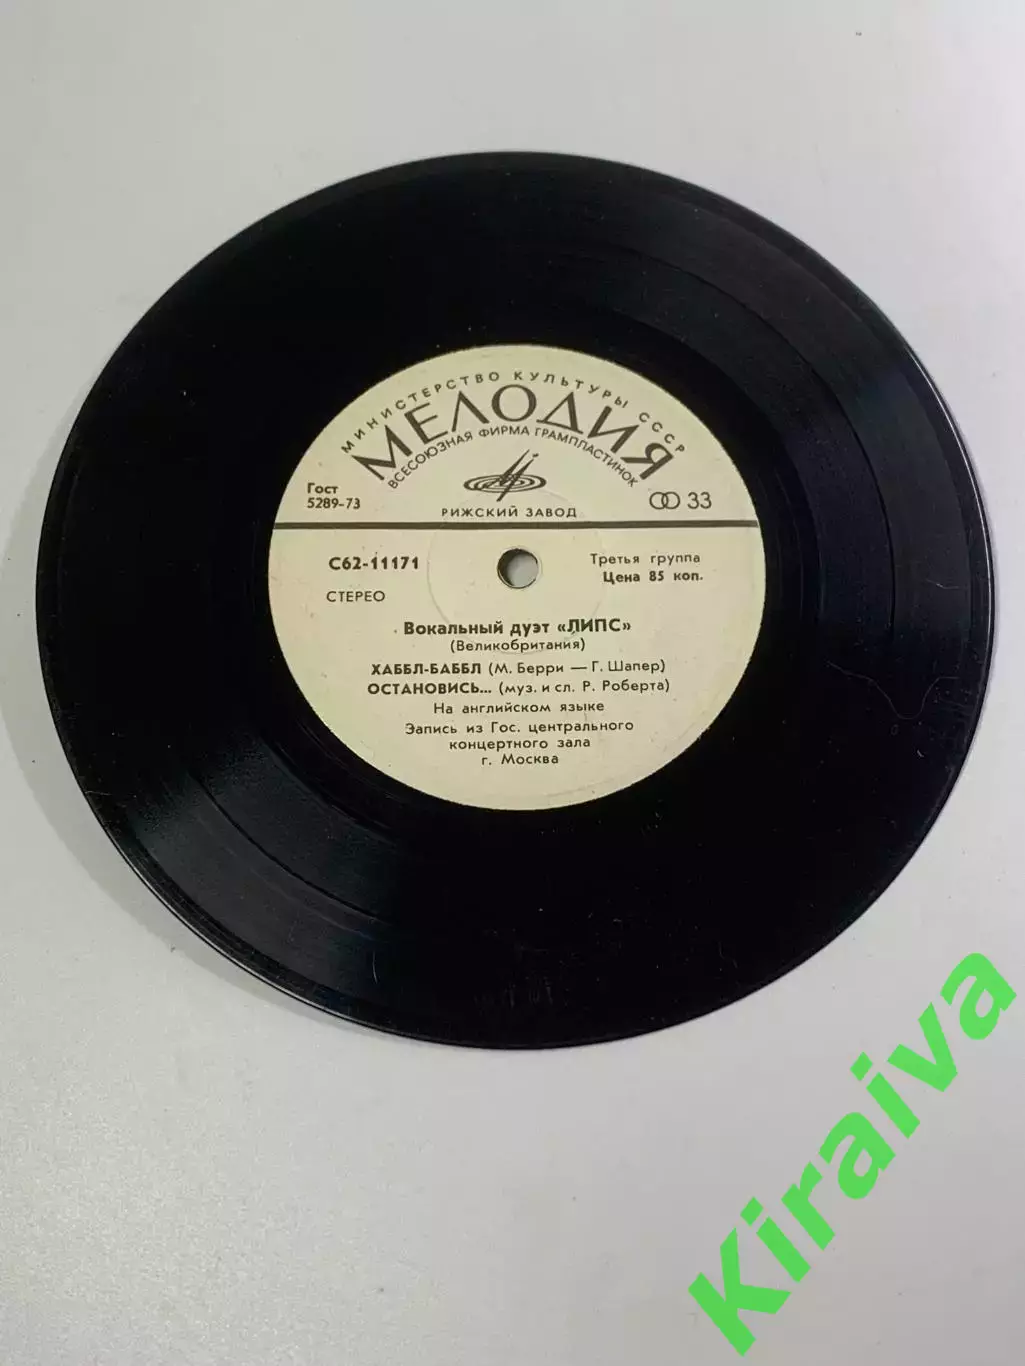 МИНИСТЕРСТВО КУЛЬТУРЫ СССР
МЕЛОДИЯ
ВСЕСОЮЗНАЯ ФИРМА ГРАМПЛАСТИНОК
Гост
5289-73
33
РИЖСКИЙ ЗАВОД
С62-11171
Третья группа
Цена 85 коп.
СТЕРЕО
Вокальный дуэт «ЛИПС»
(Великобритания)
ХАББЛ-БАББЛ (М. Берри — Г. Шапер)
ОСТАНОВИСЬ... (муз. и сл. Р. Роберта)
На английском языке
Запись из Гос. центрального
концертного зала
г. Москва
Kiraiva